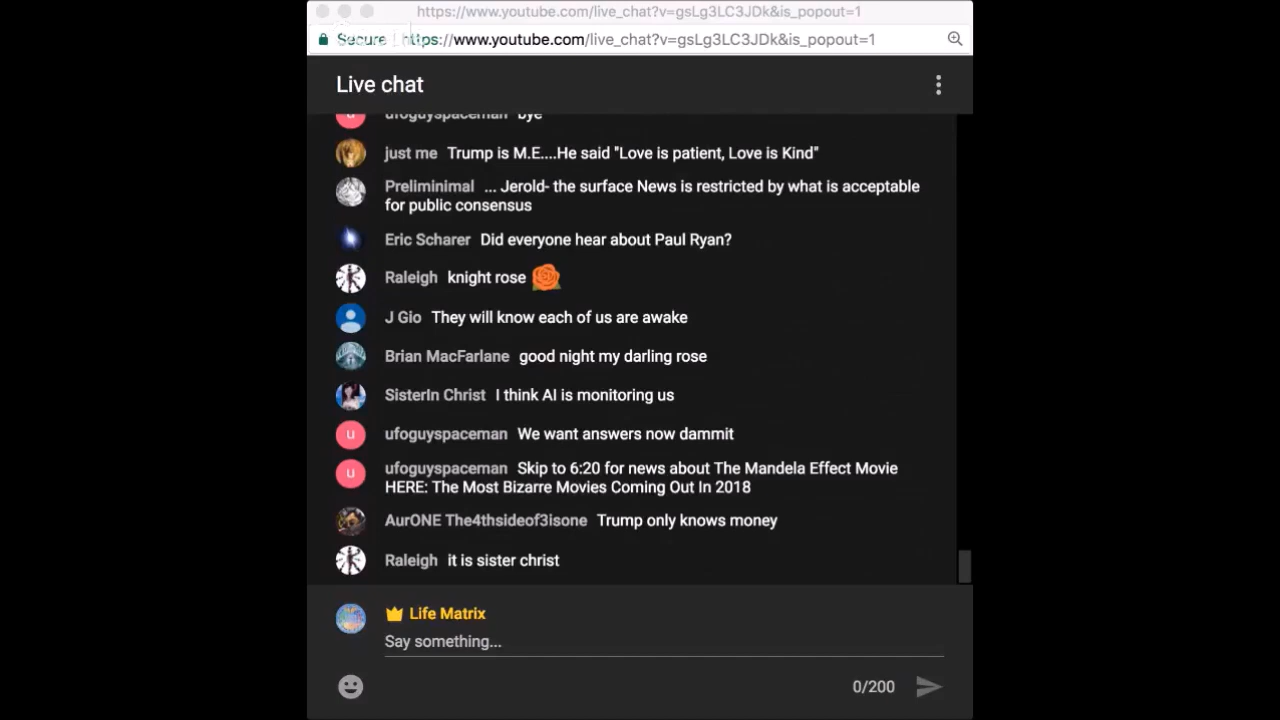 https://www.youtube.com/live_chat?v=gsLg3LC3JDk&is_popout=1
Secure https://www.youtube.com/live_chat?v=gsLg3LC3JDk&is_popout=1
Live chat
ufoguyspaceman bye
just me Trump is M.E....He said "Love is patient, Love is Kind"
Preliminimal ... Jerold- the surface News is restricted by what is acceptable
for public consensus
Eric Scharer Did everyone hear about Paul Ryan?
Raleigh knight rose
J Gio They will know each of us are awake
Brian MacFarlane good night my darling rose
SisterIn Christ I think AI is monitoring us
u ufoguyspaceman We want answers now dammit
u ufoguyspaceman Skip to 6:20 for news about The Mandela Effect Movie
HERE: The Most Bizarre Movies Coming Out In 2018
AurONE The4thsideof3isone Trump only knows money
Raleigh it is sister christ
Life Matrix
Say something...
0/200